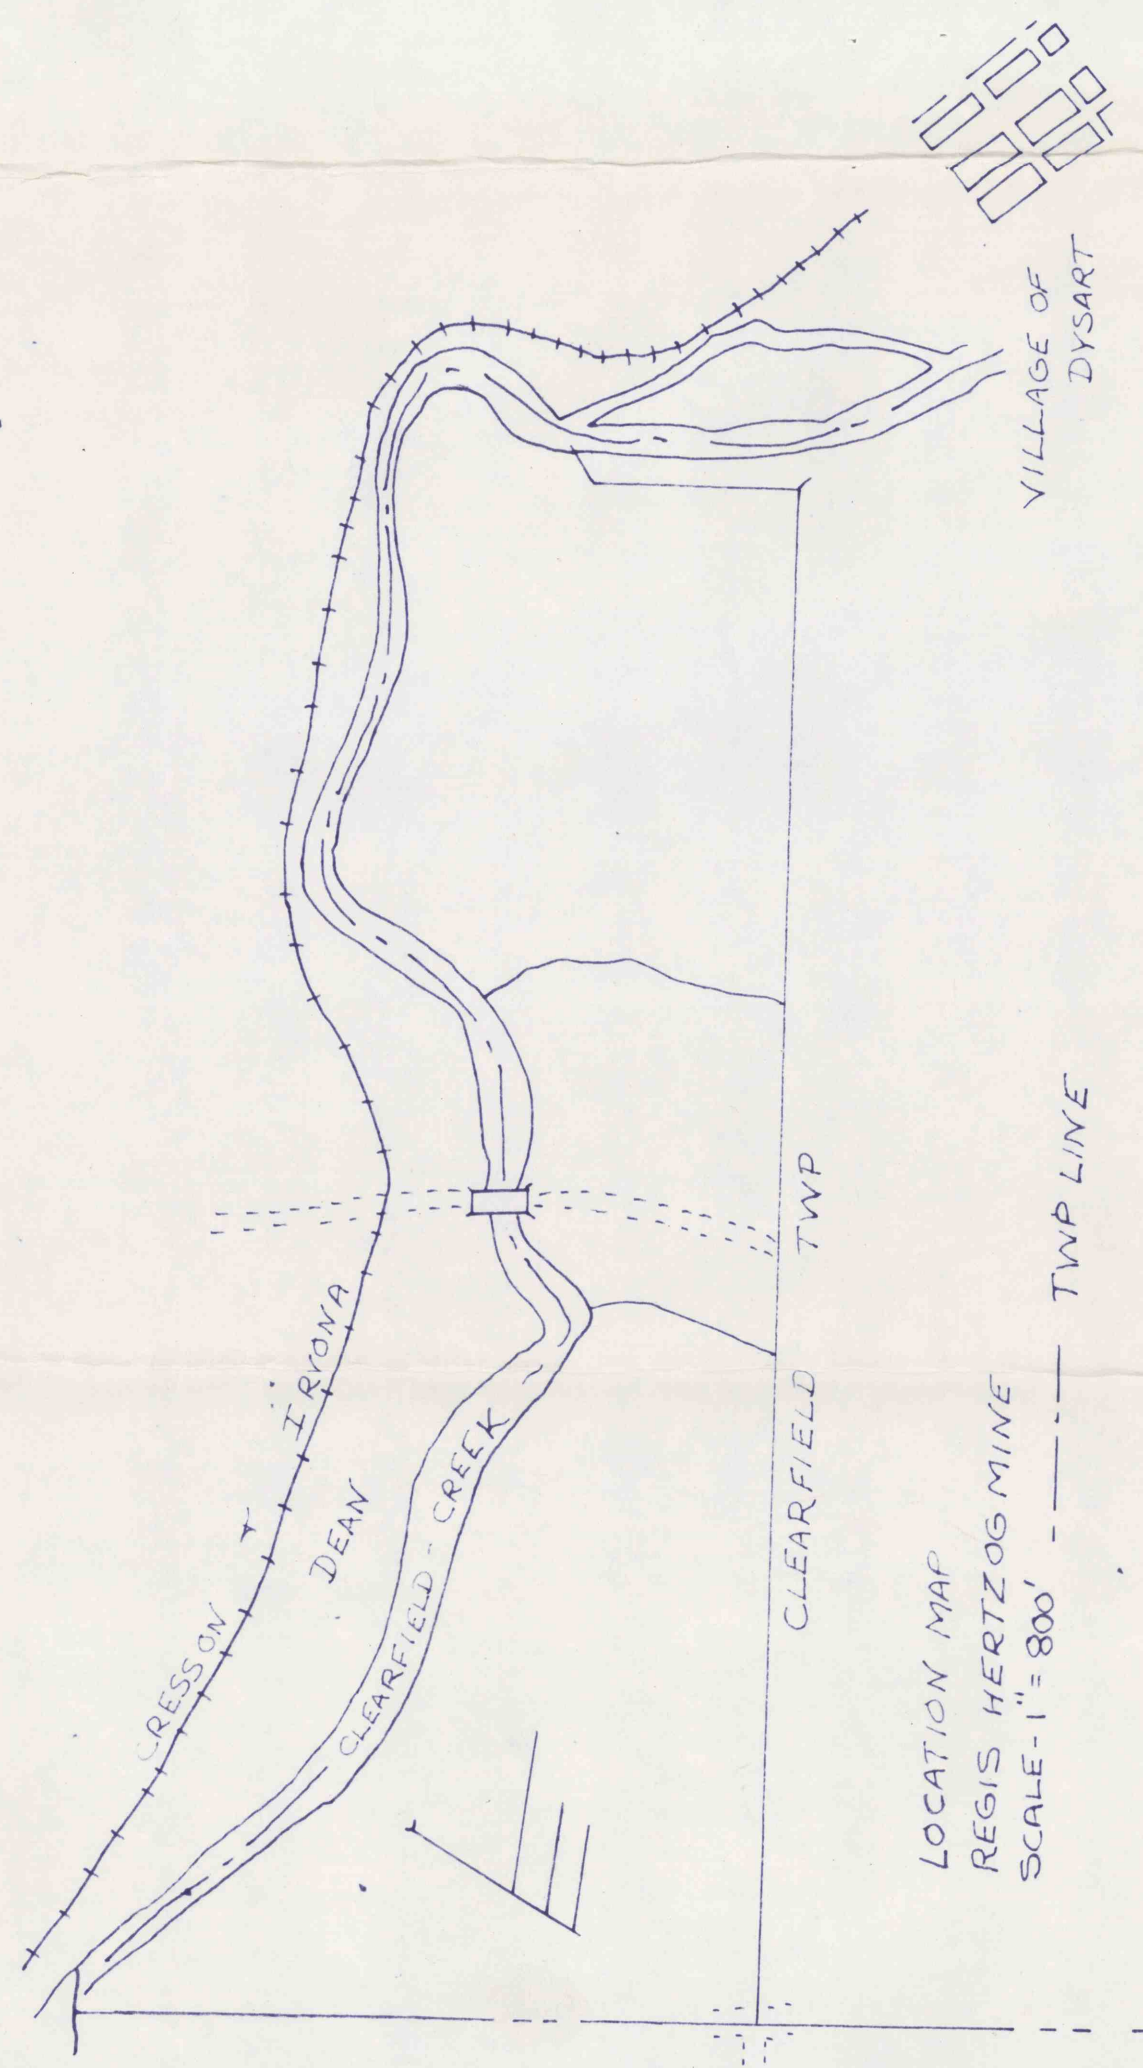 CRESSON & IRVONA
DEAN
CLEARFIELD - CREEK
CLEARFIELD TWP
VILLAGE OF
DYSART
LOCATION MAP
REGIS HERTZOG MINE
SCALE - 1" = 800'
TWP LINE